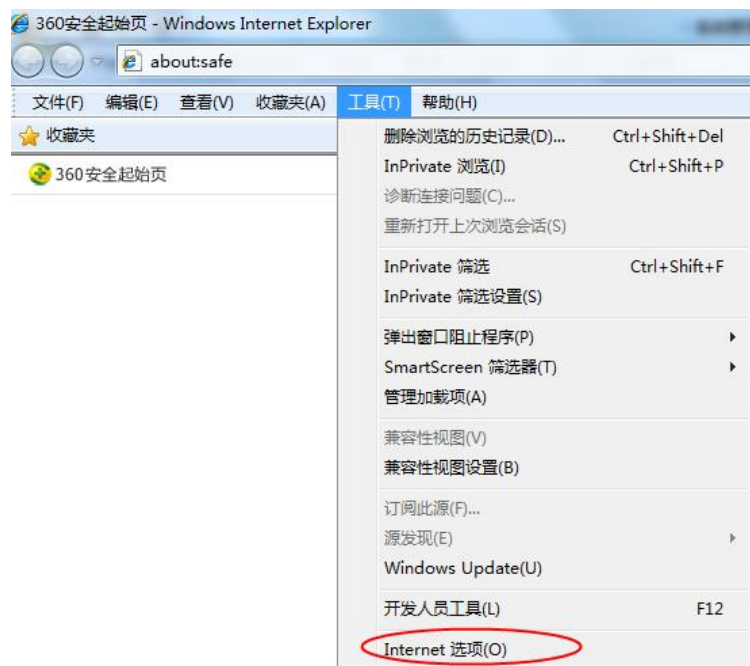 360安全起始页 - Windows Internet Explorer
about:safe
文件(F) 编辑(E) 查看(V) 收藏夹(A) 工具(T) 帮助(H)
收藏夹
360安全起始页
删除浏览的历史记录(D)... Ctrl+Shift+Del
InPrivate 浏览(I) Ctrl+Shift+P
诊断连接问题(C)...
重新打开上次浏览会话(S)
InPrivate 筛选 Ctrl+Shift+F
InPrivate 筛选设置(S)
弹出窗口阻止程序(P)
SmartScreen 筛选器(T)
管理加载项(A)
兼容性视图(V)
兼容性视图设置(B)
订阅此源(F)...
源发现(E)
Windows Update(U)
开发人员工具(L) F12
Internet 选项(O)